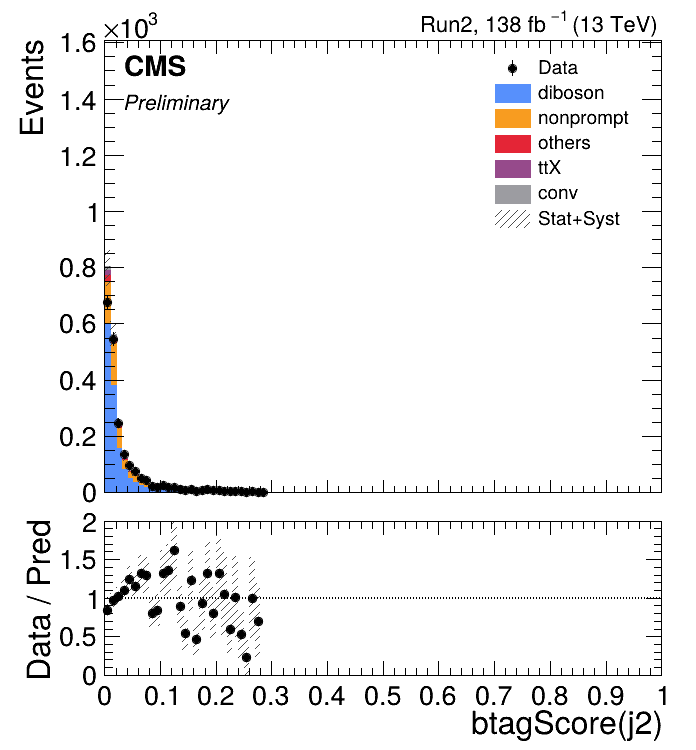 ×10³
Run2, 138 fb⁻¹ (13 TeV)
CMS
Preliminary
Data
diboson
nonprompt
others
ttX
conv
Stat+Syst
Events
1.6
1.4
1.2
1
0.8
0.6
0.4
0.2
0
Data / Pred
2
1.5
1
0.5
0
0 0.1 0.2 0.3 0.4 0.5 0.6 0.7 0.8 0.9 1
btagScore(j2)